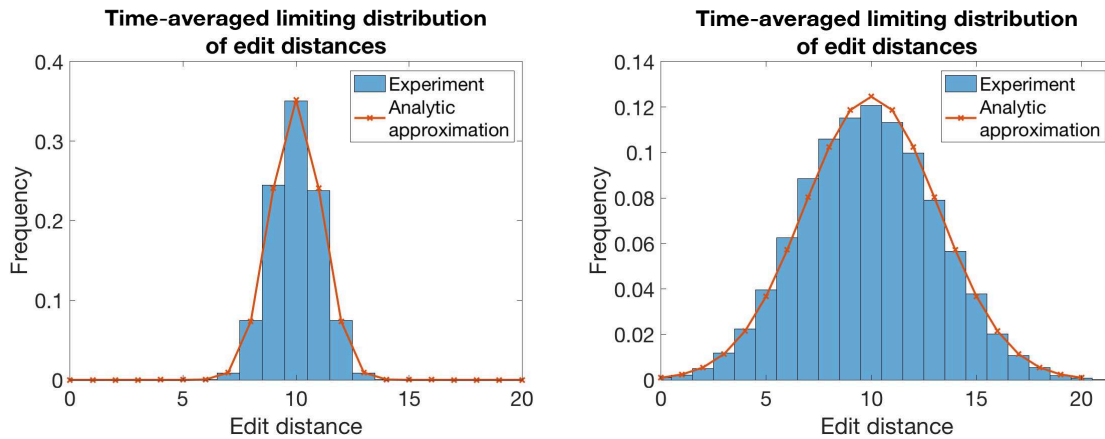 Time-averaged limiting distribution
of edit distances
0.4
0.3
0.2
0.1
0
Frequency
0
5
10
15
20
Edit distance
Experiment
Analytic
approximation
Time-averaged limiting distribution
of edit distances
0.14
0.12
0.1
0.08
0.06
0.04
0.02
0
Frequency
0
5
10
15
20
Edit distance
Experiment
Analytic
approximation